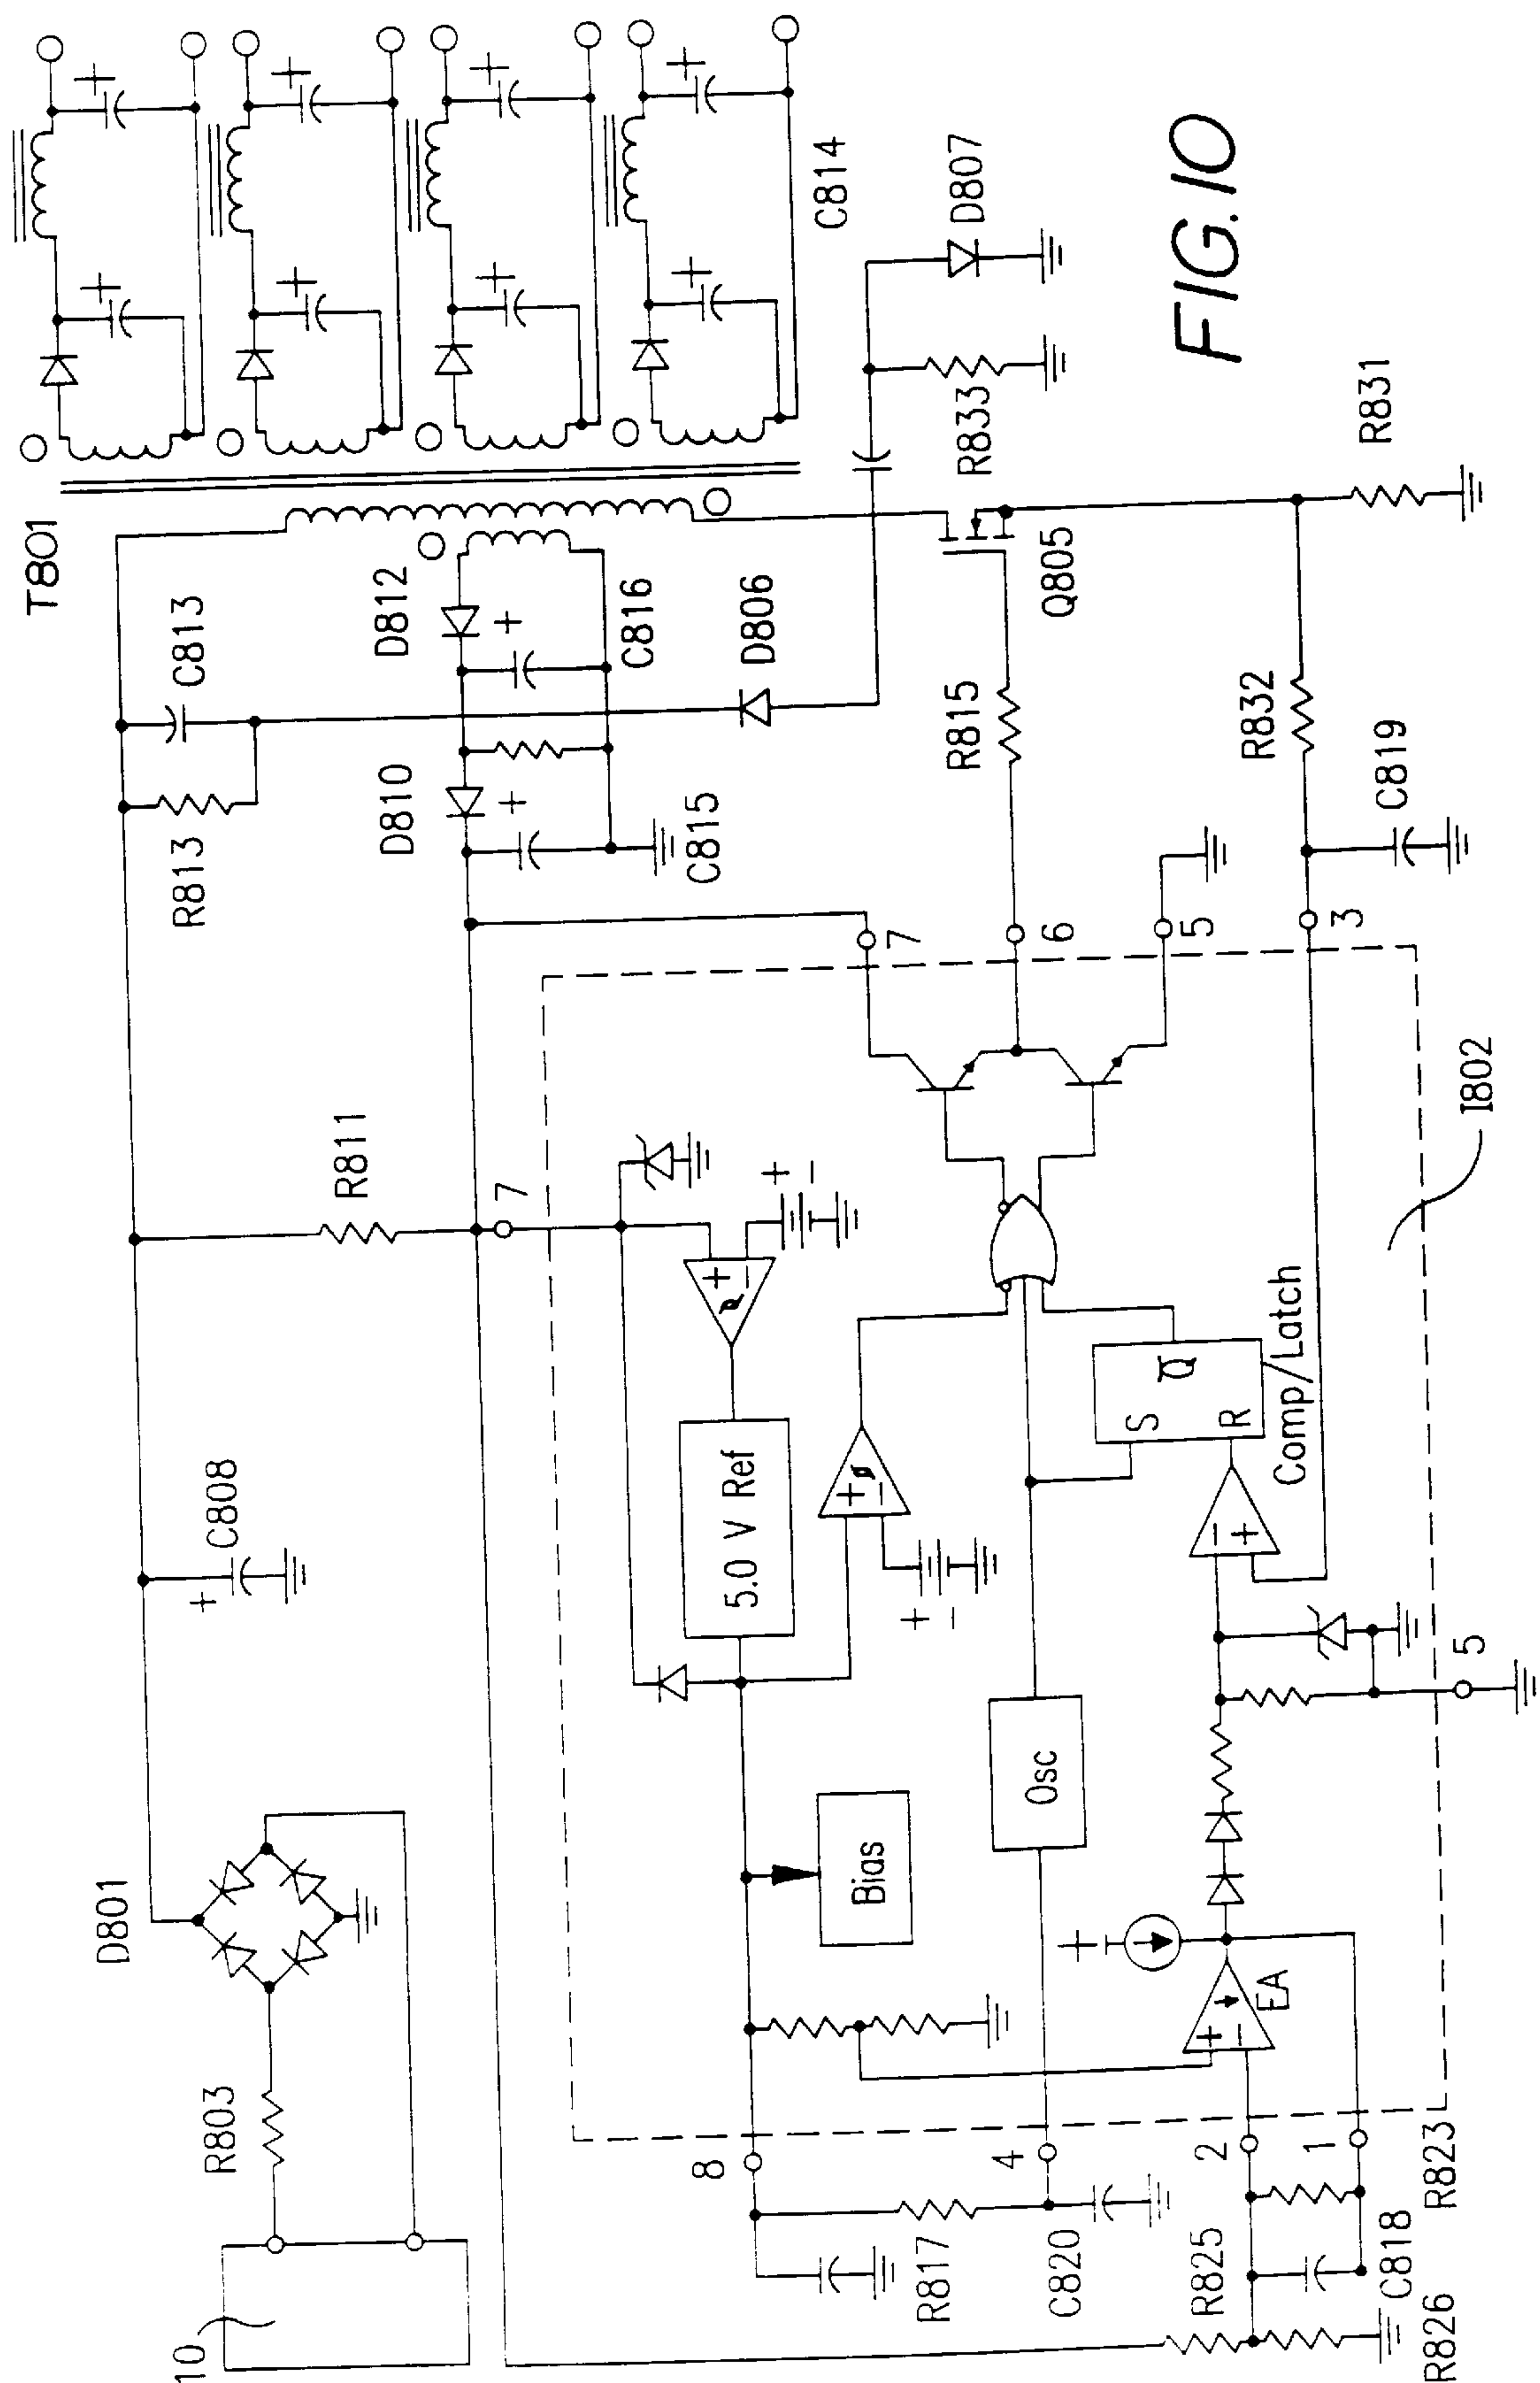 T801
C814
D807
R833
FIG. 10
C813
R813
D812
D810
C816
C815
D806
Q805
R815
R831
R832
C819
R811
7
7
6
5
3
C808
D801
R803
10
5.0 V Ref
Bias
Osc
S
R
Q̅
Comp/Latch
EA
I802
5
8
4
2
1
R817
C820
R825
R823
C818
R826